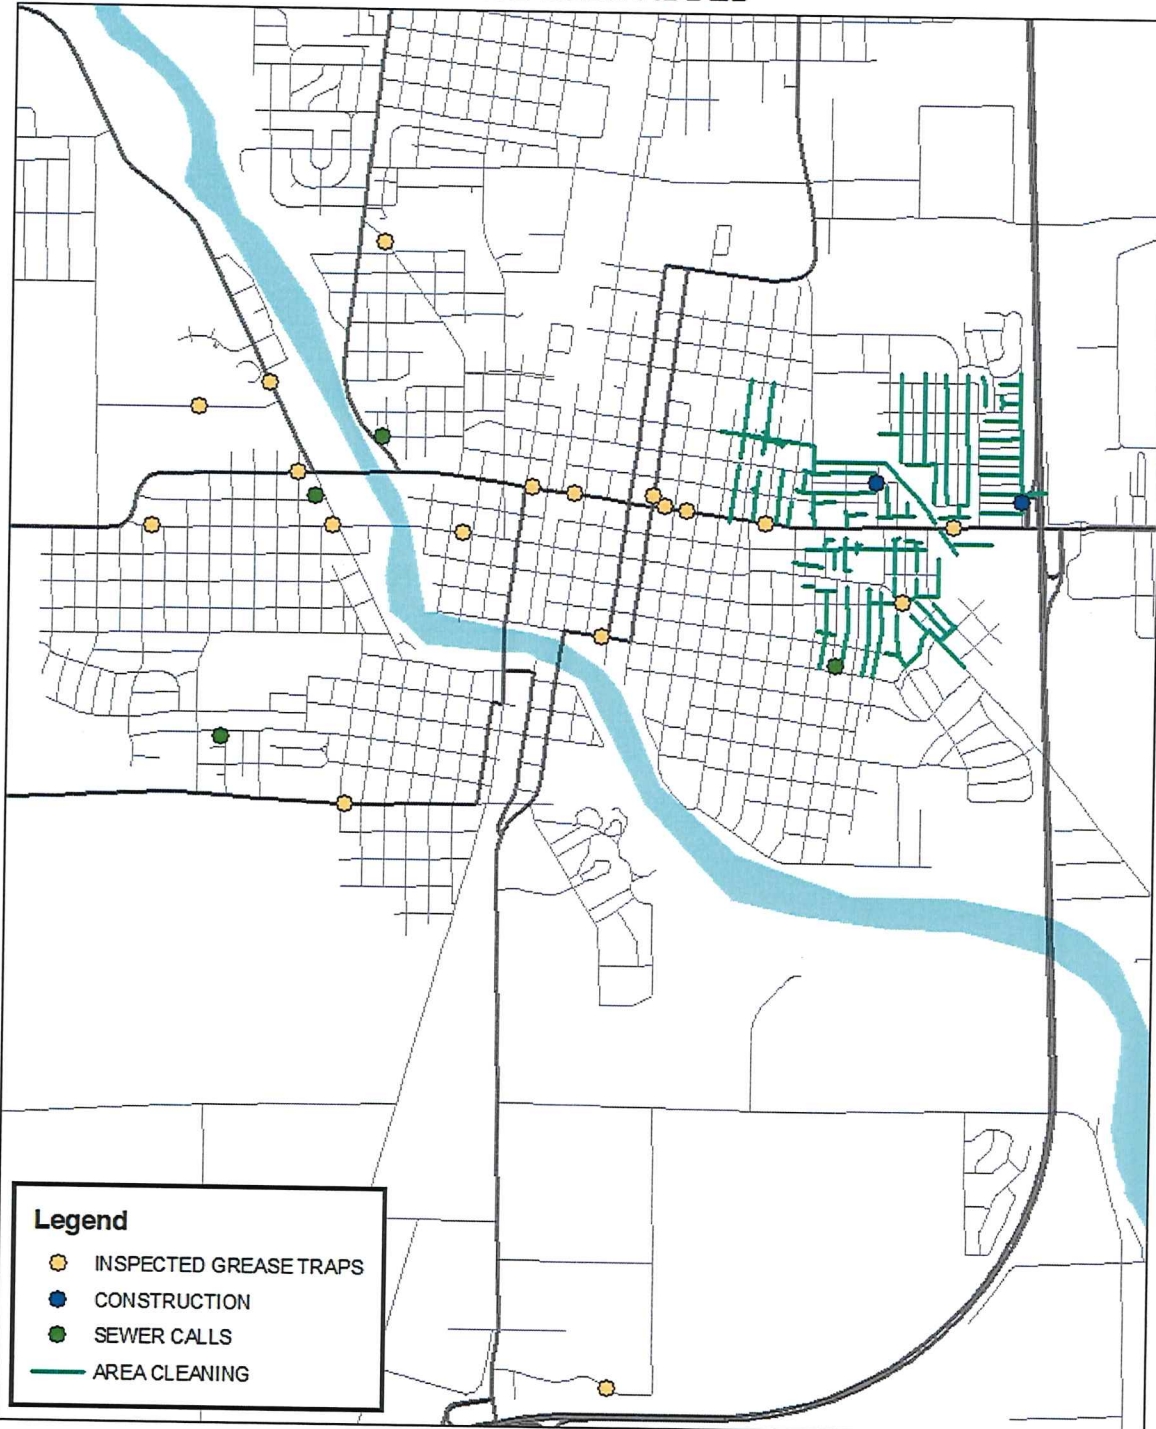 Legend
INSPECTED GREASE TRAPS
CONSTRUCTION
SEWER CALLS
AREA CLEANING